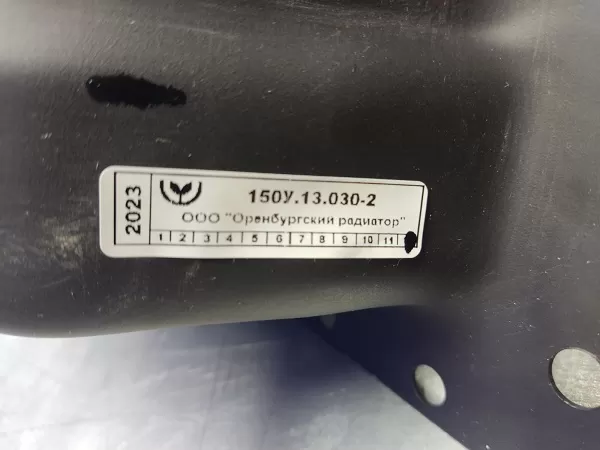 2023
150У.13.030-2
ООО "Оренбургский радиатор"
1 2 3 4 5 6 7 8 9 10 11